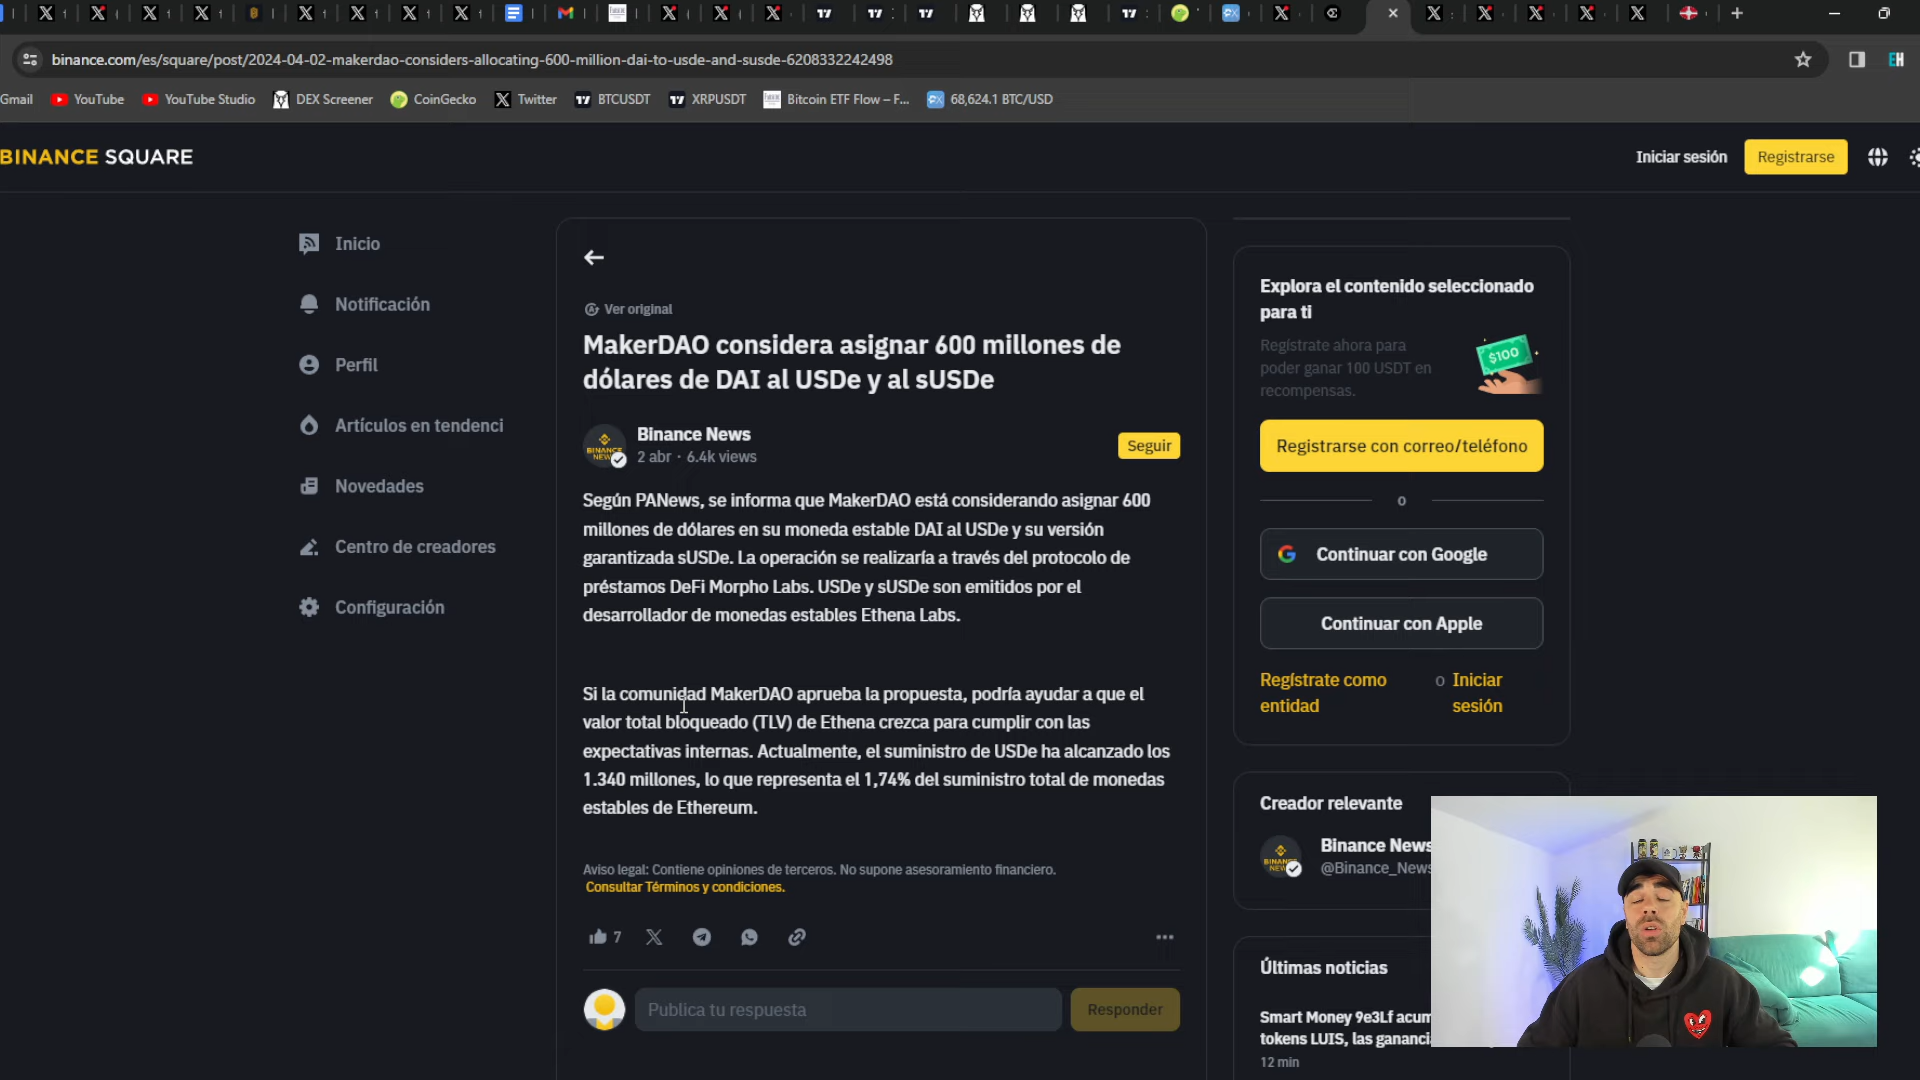 binance.com/es/square/post/2024-04-02-makerdao-considers-allocating-600-million-dai-to-usde-and-susde-6208332242498
EH
Gmail YouTube YouTube Studio DEX Screener CoinGecko Twitter BTCUSDT XRPUSDT Bitcoin ETF Flow – F... 68,624.1 BTC/USD
BINANCE SQUARE
Iniciar sesión
Registrarse
Inicio
Notificación
Perfil
Artículos en tendenci
Novedades
Centro de creadores
Configuración
Ver original
MakerDAO considera asignar 600 millones de
dólares de DAI al USDe y al sUSDe
Binance News
2 abr · 6.4k views
Seguir
Según PANews, se informa que MakerDAO está considerando asignar 600
millones de dólares en su moneda estable DAI al USDe y su versión
garantizada sUSDe. La operación se realizaría a través del protocolo de
préstamos DeFi Morpho Labs. USDe y sUSDe son emitidos por el
desarrollador de monedas estables Ethena Labs.
Si la comunidad MakerDAO aprueba la propuesta, podría ayudar a que el
valor total bloqueado (TLV) de Ethena crezca para cumplir con las
expectativas internas. Actualmente, el suministro de USDe ha alcanzado los
1.340 millones, lo que representa el 1,74% del suministro total de monedas
estables de Ethereum.
Aviso legal: Contiene opiniones de terceros. No supone asesoramiento financiero.
Consultar Términos y condiciones.
7
Publica tu respuesta
Responder
Explora el contenido seleccionado
para ti
Regístrate ahora para
poder ganar 100 USDT en
recompensas.
$100
Registrarse con correo/teléfono
o
Continuar con Google
Continuar con Apple
Regístrate como
entidad
o
Iniciar
sesión
Creador relevante
Binance News
@Binance_News
Últimas noticias
Smart Money 9e3Lf acum
tokens LUIS, las gananci
12 min